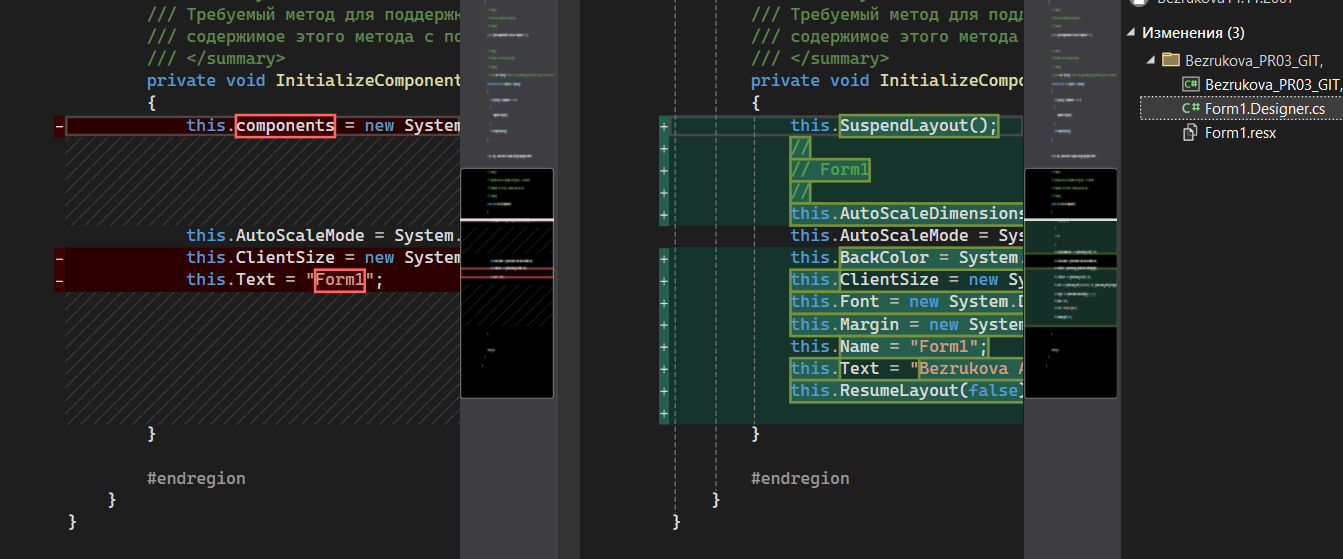 /// Требуемый метод для поддерж
/// содержимое этого метода с по
/// </summary>
private void InitializeComponent
{
this.components = new System
this.AutoScaleMode = System.
this.ClientSize = new System
this.Text = "Form1";
}
#endregion
}
}
/// Требуемый метод для под
/// содержимое этого метода
/// </summary>
private void InitializeCompo
{
this.SuspendLayout();
//
// Form1
//
this.AutoScaleDimensions
this.AutoScaleMode = Sys
this.BackColor = System.
this.ClientSize = new Sy
this.Font = new System.D
this.Margin = new System
this.Name = "Form1";
this.Text = "Bezrukova A
this.ResumeLayout(false)
}
#endregion
}
}
Изменения (3)
Bezrukova_PR03_GIT,
C# Bezrukova_PR03_GIT,
C# Form1.Designer.cs
Form1.resx